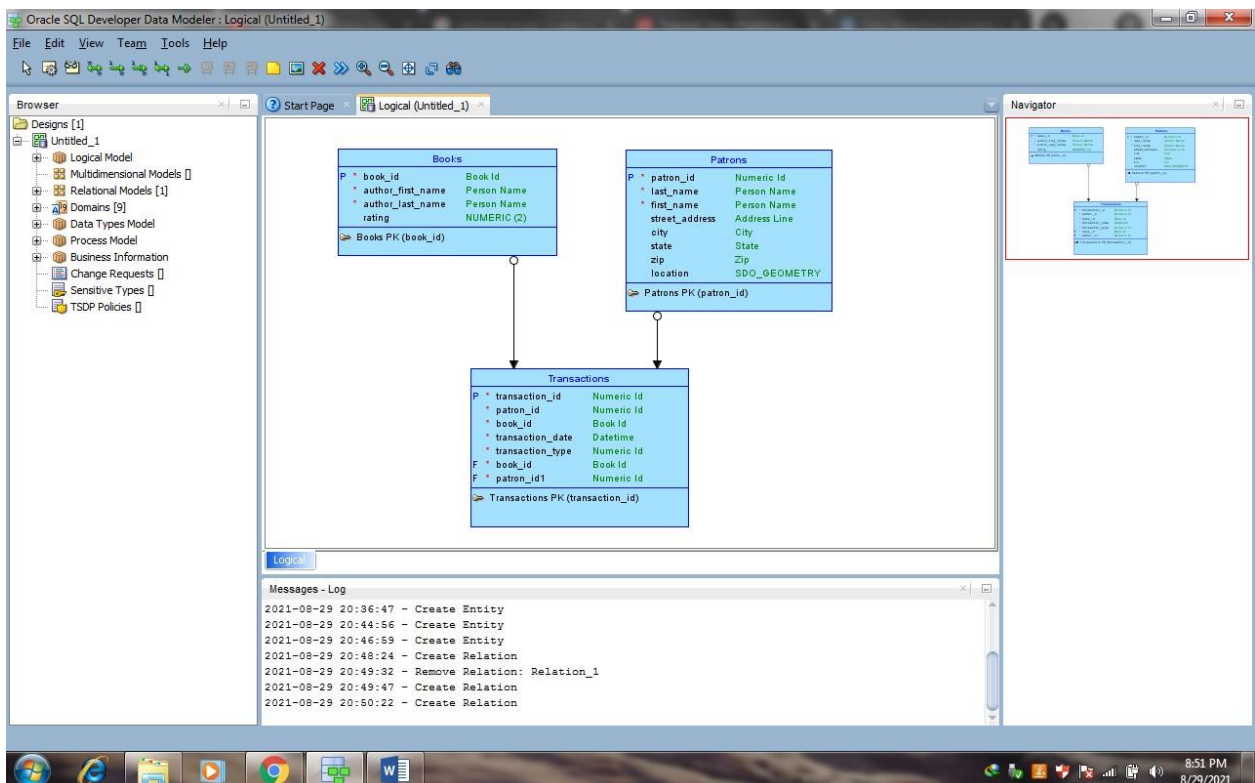 Oracle SQL Developer Data Modeler : Logical (Untitled_1)
File Edit View Team Tools Help
Browser
Designs [1]
Untitled_1
Logical Model
Multidimensional Models []
Relational Models [1]
Domains [9]
Data Types Model
Process Model
Business Information
Change Requests []
Sensitive Types []
TSDP Policies []
Start Page
Logical (Untitled_1)
Books
P * book_id Book Id
* author_first_name Person Name
* author_last_name Person Name
rating NUMERIC (2)
Books PK (book_id)
Patrons
P * patron_id Numeric Id
* last_name Person Name
* first_name Person Name
street_address Address Line
city City
state State
zip Zip
location SDO_GEOMETRY
Patrons PK (patron_id)
Transactions
P * transaction_id Numeric Id
* patron_id Numeric Id
* book_id Book Id
* transaction_date Datetime
* transaction_type Numeric Id
F * book_id Book Id
F * patron_id1 Numeric Id
Transactions PK (transaction_id)
Logical
Messages - Log
2021-08-29 20:36:47 - Create Entity
2021-08-29 20:44:56 - Create Entity
2021-08-29 20:46:59 - Create Entity
2021-08-29 20:48:24 - Create Relation
2021-08-29 20:49:32 - Remove Relation: Relation_1
2021-08-29 20:49:47 - Create Relation
2021-08-29 20:50:22 - Create Relation
Navigator
8:51 PM
8/29/2021